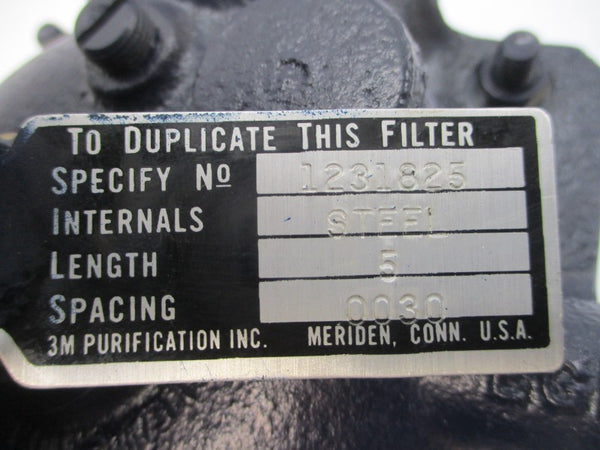 TO DUPLICATE THIS FILTER
SPECIFY NO 1231825
INTERNALS STEEL
LENGTH 5
SPACING 0030
3M PURIFICATION INC. MERIDEN, CONN. U.S.A.